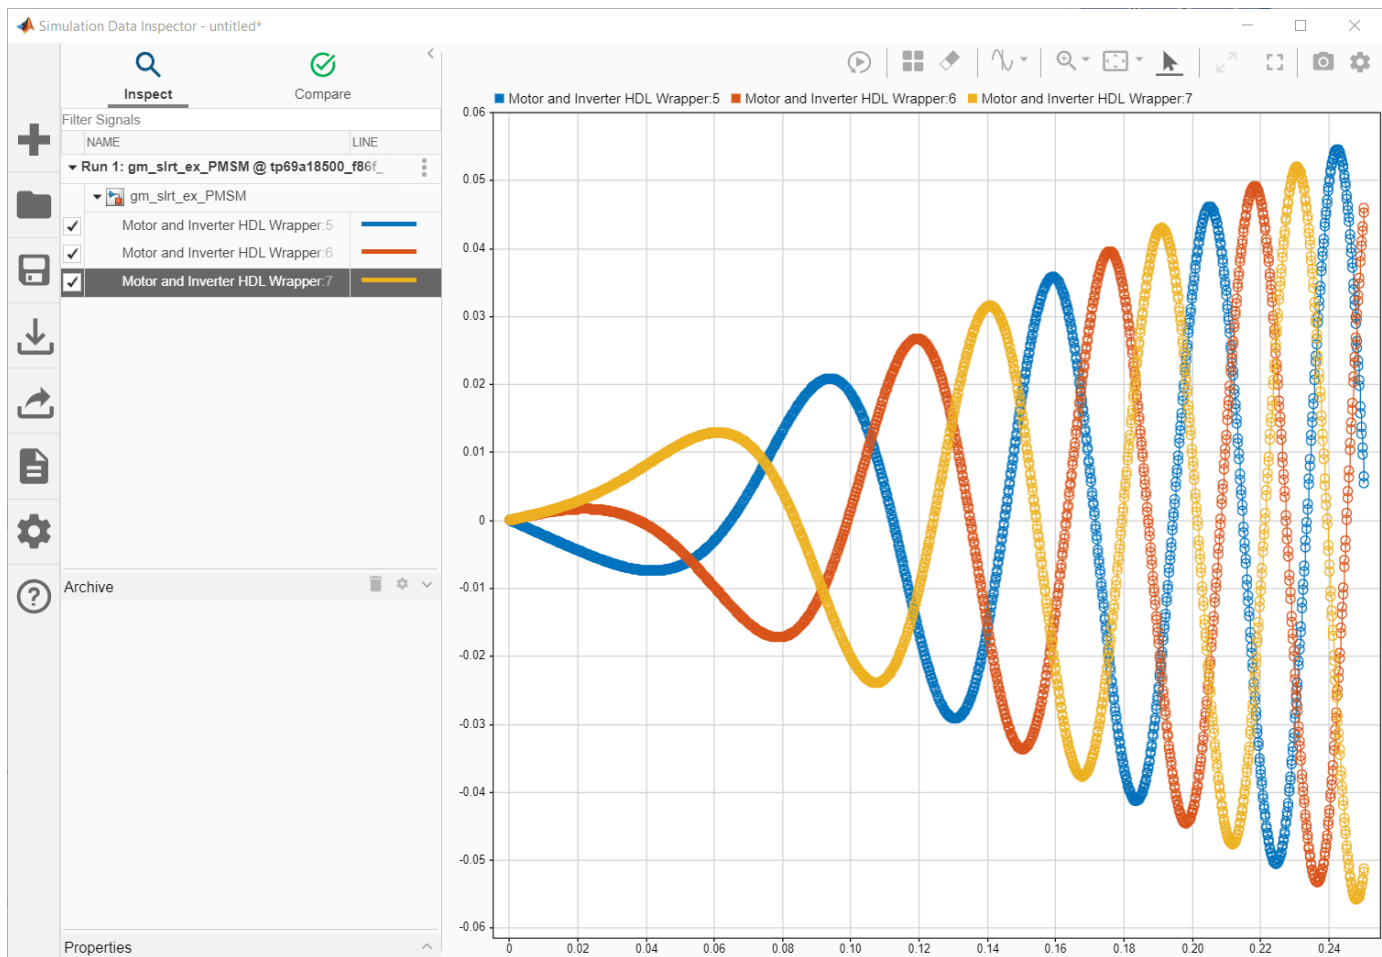 Simulation Data Inspector - untitled*
Inspect
Compare
Filter Signals
NAME LINE
Run 1: gm_slrt_ex_PMSM @ tp69a18500_f86f_
gm_slrt_ex_PMSM
Motor and Inverter HDL Wrapper:5
Motor and Inverter HDL Wrapper:6
Motor and Inverter HDL Wrapper:7
Archive
Properties
Motor and Inverter HDL Wrapper:5 Motor and Inverter HDL Wrapper:6 Motor and Inverter HDL Wrapper:7
0.06
0.05
0.04
0.03
0.02
0.01
0
-0.01
-0.02
-0.03
-0.04
-0.05
-0.06
0 0.02 0.04 0.06 0.08 0.10 0.12 0.14 0.16 0.18 0.20 0.22 0.24